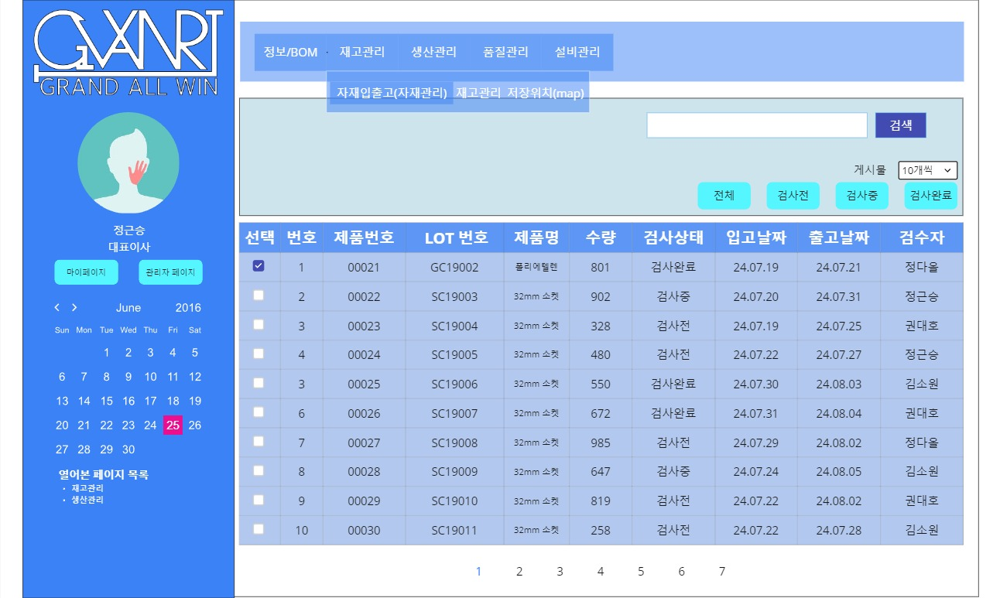 GRAND ALL WIN
정근승
대표이사
마이페이지 관리자 페이지
June 2016
Sun Mon Tue Wed Thu Fri Sat
1 2 3 4 5
6 7 8 9 10 11 12
13 14 15 16 17 18 19
20 21 22 23 24 25 26
27 28 29 30
열어본 페이지 목록
• 재고관리
• 생산관리
정보/BOM · 재고관리 생산관리 품질관리 설비관리
자재입출고(자재관리) 재고관리 저장위치(map)
검색
게시물 10개씩
전체 검사전 검사중 검사완료
선택 번호 제품번호 LOT 번호 제품명 수량 검사상태 입고날짜 출고날짜 검수자
1 00021 GC19002 폴리에틸렌 801 검사완료 24.07.19 24.07.21 정다올
2 00022 SC19003 32mm 소켓 902 검사중 24.07.20 24.07.31 정근승
3 00023 SC19004 32mm 소켓 328 검사전 24.07.19 24.07.25 권대호
4 00024 SC19005 32mm 소켓 480 검사전 24.07.22 24.07.27 정근승
3 00025 SC19006 32mm 소켓 550 검사완료 24.07.30 24.08.03 김소원
6 00026 SC19007 32mm 소켓 672 검사완료 24.07.31 24.08.04 권대호
7 00027 SC19008 32mm 소켓 985 검사전 24.07.29 24.08.02 정다올
8 00028 SC19009 32mm 소켓 647 검사중 24.07.24 24.08.05 김소원
9 00029 SC19010 32mm 소켓 819 검사전 24.07.22 24.08.02 권대호
10 00030 SC19011 32mm 소켓 258 검사전 24.07.22 24.07.28 김소원
1 2 3 4 5 6 7